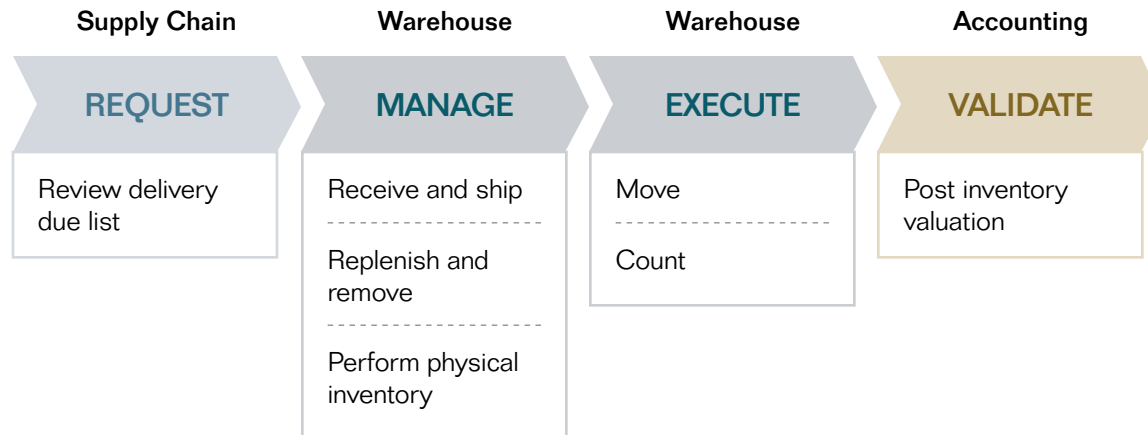 Supply Chain
REQUEST
Review delivery
due list
Warehouse
MANAGE
Receive and ship
Replenish and
remove
Perform physical
inventory
Warehouse
EXECUTE
Move
Count
Accounting
VALIDATE
Post inventory
valuation